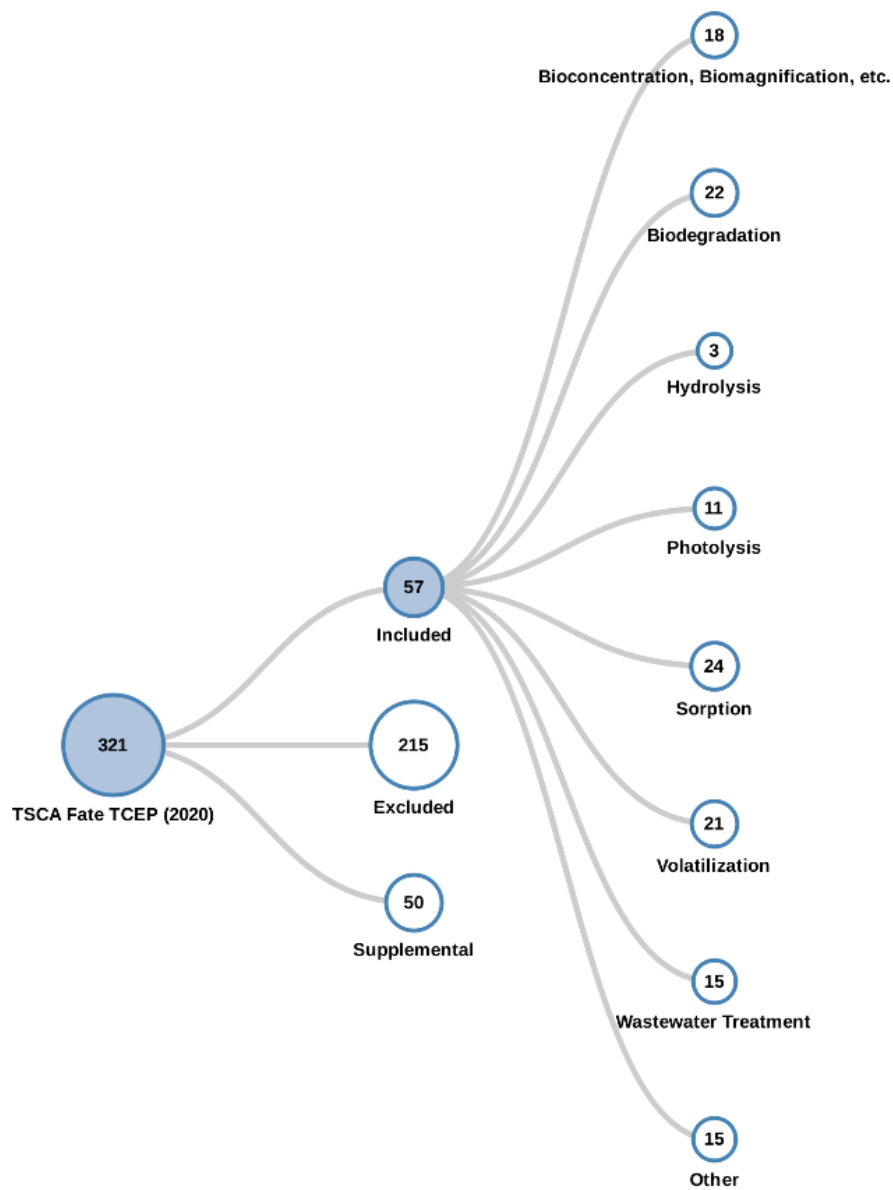 18
Bioconcentration, Biomagnification, etc.
22
Biodegradation
3
Hydrolysis
11
Photolysis
57
Included
24
Sorption
321
TSCA Fate TCEP (2020)
215
Excluded
21
Volatilization
50
Supplemental
15
Wastewater Treatment
15
Other